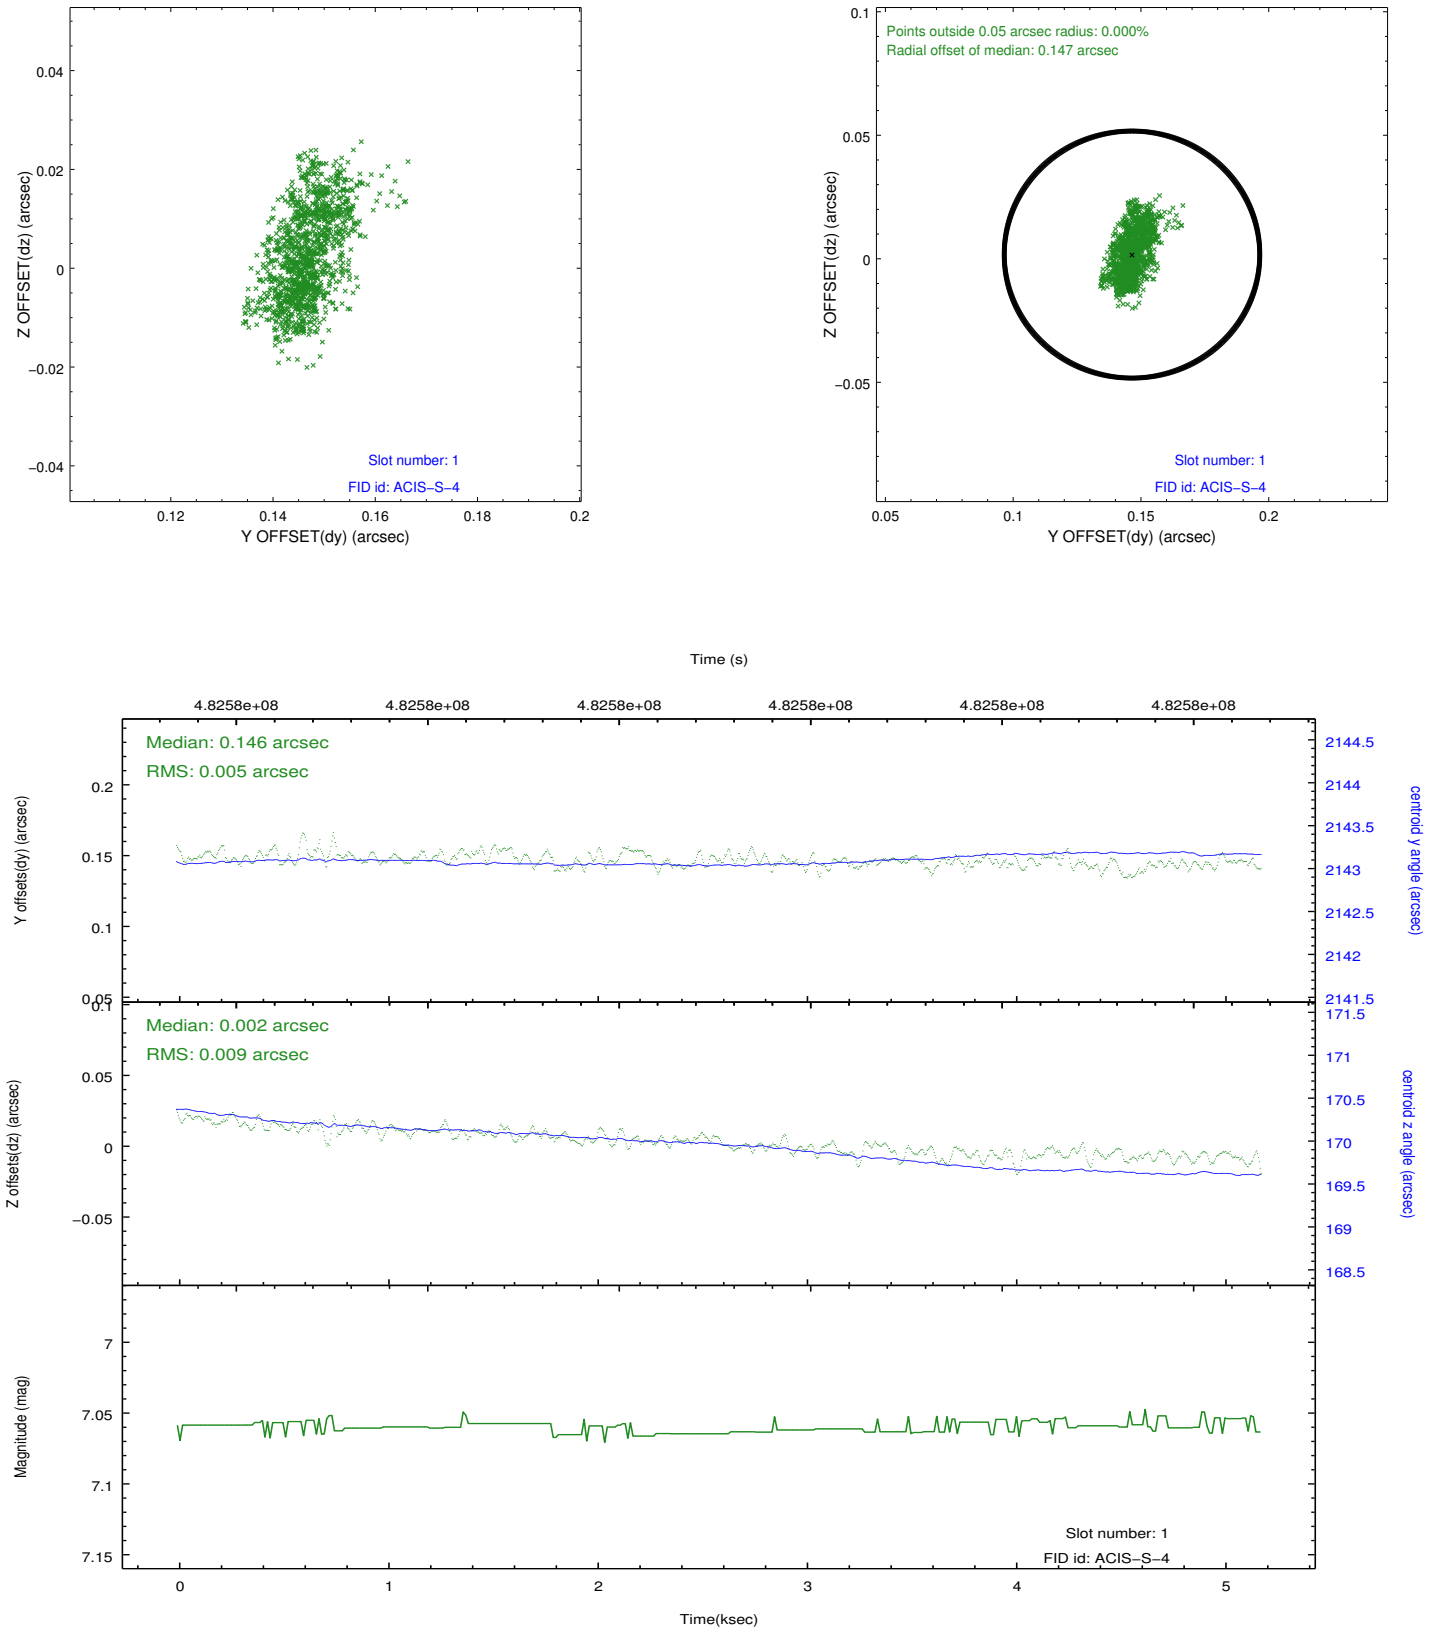 0.04
0.02
0
−0.02
−0.04
Z OFFSET(dz) (arcsec)
Slot number: 1
FID id: ACIS−S−4
0.12 0.14 0.16 0.18 0.2
Y OFFSET(dy) (arcsec)
0.1
0.05
0
−0.05
Z OFFSET(dz) (arcsec)
Points outside 0.05 arcsec radius: 0.000%
Radial offset of median: 0.147 arcsec
Slot number: 1
FID id: ACIS−S−4
0.05 0.1 0.15 0.2
Y OFFSET(dy) (arcsec)
Time (s)
4.8258e+08 4.8258e+08 4.8258e+08 4.8258e+08 4.8258e+08 4.8258e+08
Median: 0.146 arcsec
RMS: 0.005 arcsec
0.2
0.15
0.1
0.05
Y offsets(dy) (arcsec)
2144.5
2144
2143.5
2143
2142.5
2142
2141.5
centroid y angle (arcsec)
Median: 0.002 arcsec
RMS: 0.009 arcsec
0.1
0.05
0
−0.05
Z offsets(dz) (arcsec)
171.5
171
170.5
170
169.5
169
168.5
centroid z angle (arcsec)
7
7.05
7.1
7.15
Magnitude (mag)
Slot number: 1
FID id: ACIS−S−4
0 1 2 3 4 5
Time(ksec)